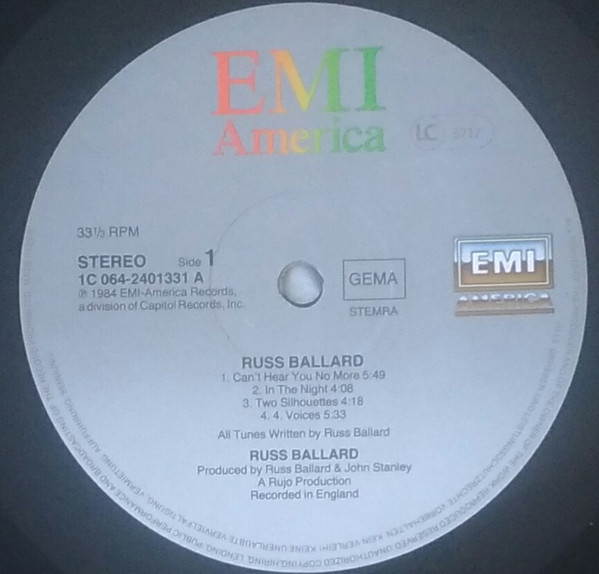 EMI
America
LC
33⅓ RPM
STEREO Side 1
1C 064-2401331 A
℗ 1984 EMI-America Records,
a division of Capitol Records, Inc.
GEMA
STEMRA
EMI
AMERICA
RUSS BALLARD
1. Can't Hear You No More 5:49
2. In The Night 4:08
3. Two Silhouettes 4:18
4. 4. Voices 5:33
All Tunes Written by Russ Ballard
RUSS BALLARD
Produced by Russ Ballard & John Stanley
A Rujo Production
Recorded in England